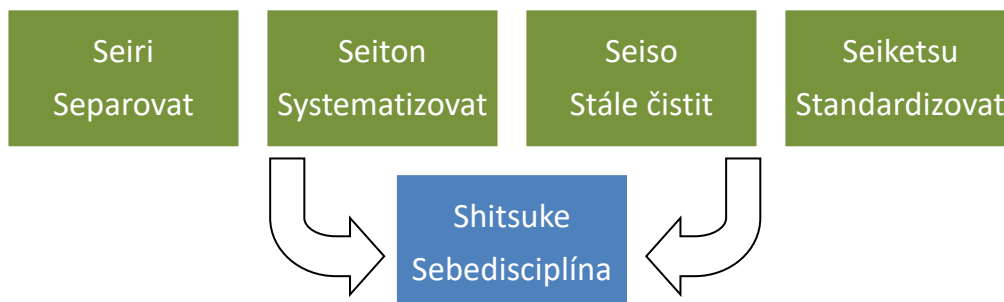 Seiri
Separovat
Seiton
Systematizovat
Seiso
Stále čistit
Seiketsu
Standardizovat
Shitsuke
Sebedisciplína